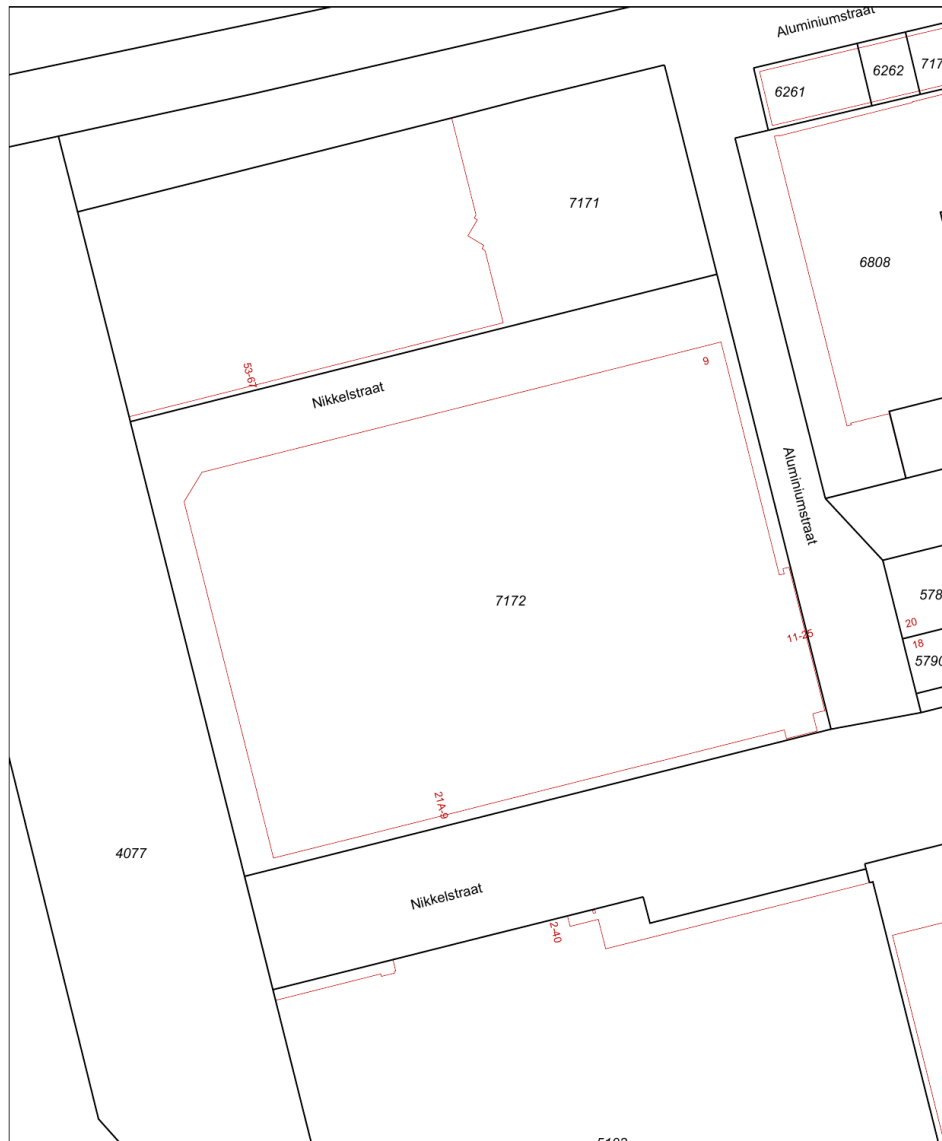 Aluminiumstraat
6261
6262
7171
6808
53-67
Nikkelstraat
9
Aluminiumstraat
7172
20
11-25
18
5790
21A-9
4077
Nikkelstraat
2-40